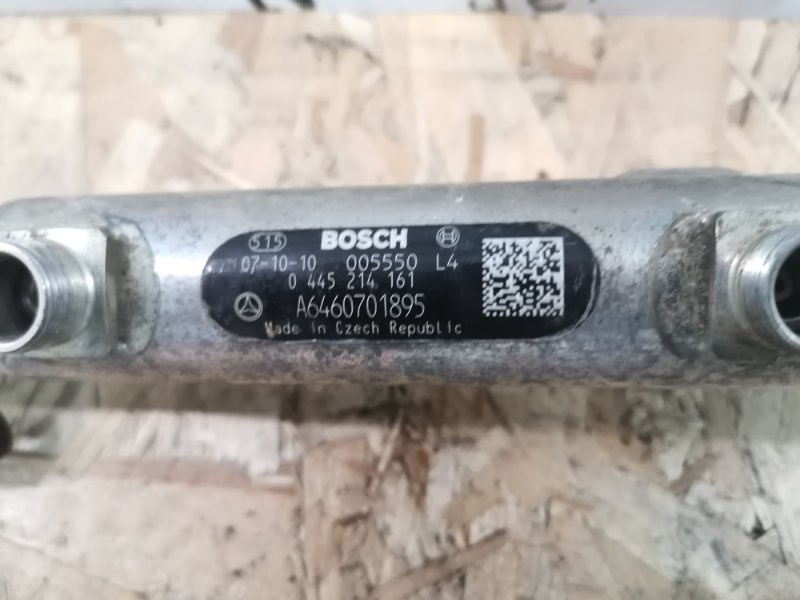 515 BOSCH
07-10-10 005550 L4
0 445 214 161
A6460701895
Made in Czech Republic